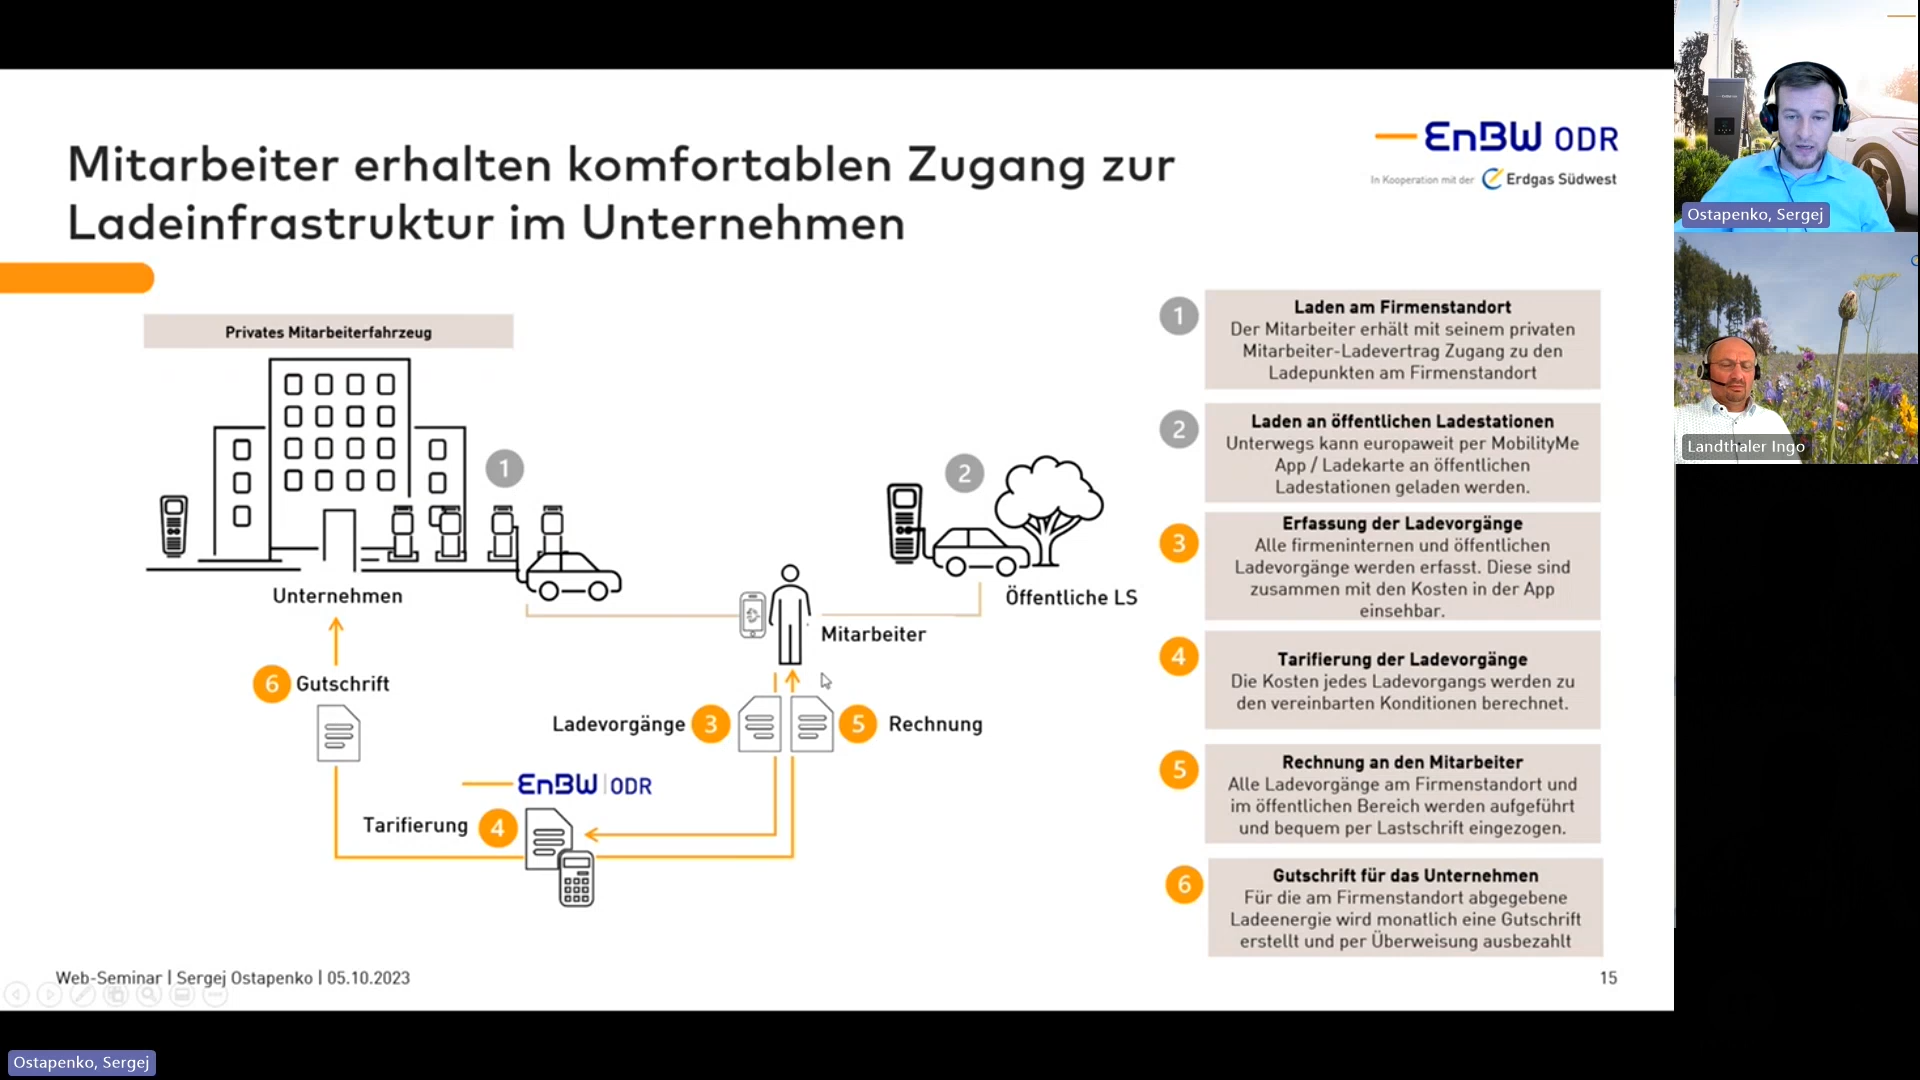 Mitarbeiter erhalten komfortablen Zugang zur
Ladeinfrastruktur im Unternehmen
EnBW ODR
In Kooperation mit der Erdgas Südwest
Privates Mitarbeiterfahrzeug
1
2
Unternehmen
Öffentliche LS
Mitarbeiter
6 Gutschrift
Ladevorgänge 3
5 Rechnung
EnBW ODR
Tarifierung 4
1
Laden am Firmenstandort
Der Mitarbeiter erhält mit seinem privaten
Mitarbeiter-Ladevertrag Zugang zu den
Ladepunkten am Firmenstandort
2
Laden an öffentlichen Ladestationen
Unterwegs kann europaweit per MobilityMe
App / Ladekarte an öffentlichen
Ladestationen geladen werden.
3
Erfassung der Ladevorgänge
Alle firmeninternen und öffentlichen
Ladevorgänge werden erfasst. Diese sind
zusammen mit den Kosten in der App
einsehbar.
4
Tarifierung der Ladevorgänge
Die Kosten jedes Ladevorgangs werden zu
den vereinbarten Konditionen berechnet.
5
Rechnung an den Mitarbeiter
Alle Ladevorgänge am Firmenstandort und
im öffentlichen Bereich werden aufgeführt
und bequem per Lastschrift eingezogen.
6
Gutschrift für das Unternehmen
Für die am Firmenstandort abgegebene
Ladeenergie wird monatlich eine Gutschrift
erstellt und per Überweisung ausbezahlt
Web-Seminar | Sergej Ostapenko | 05.10.2023
15
Ostapenko, Sergej
Landthaler Ingo
Ostapenko, Sergej